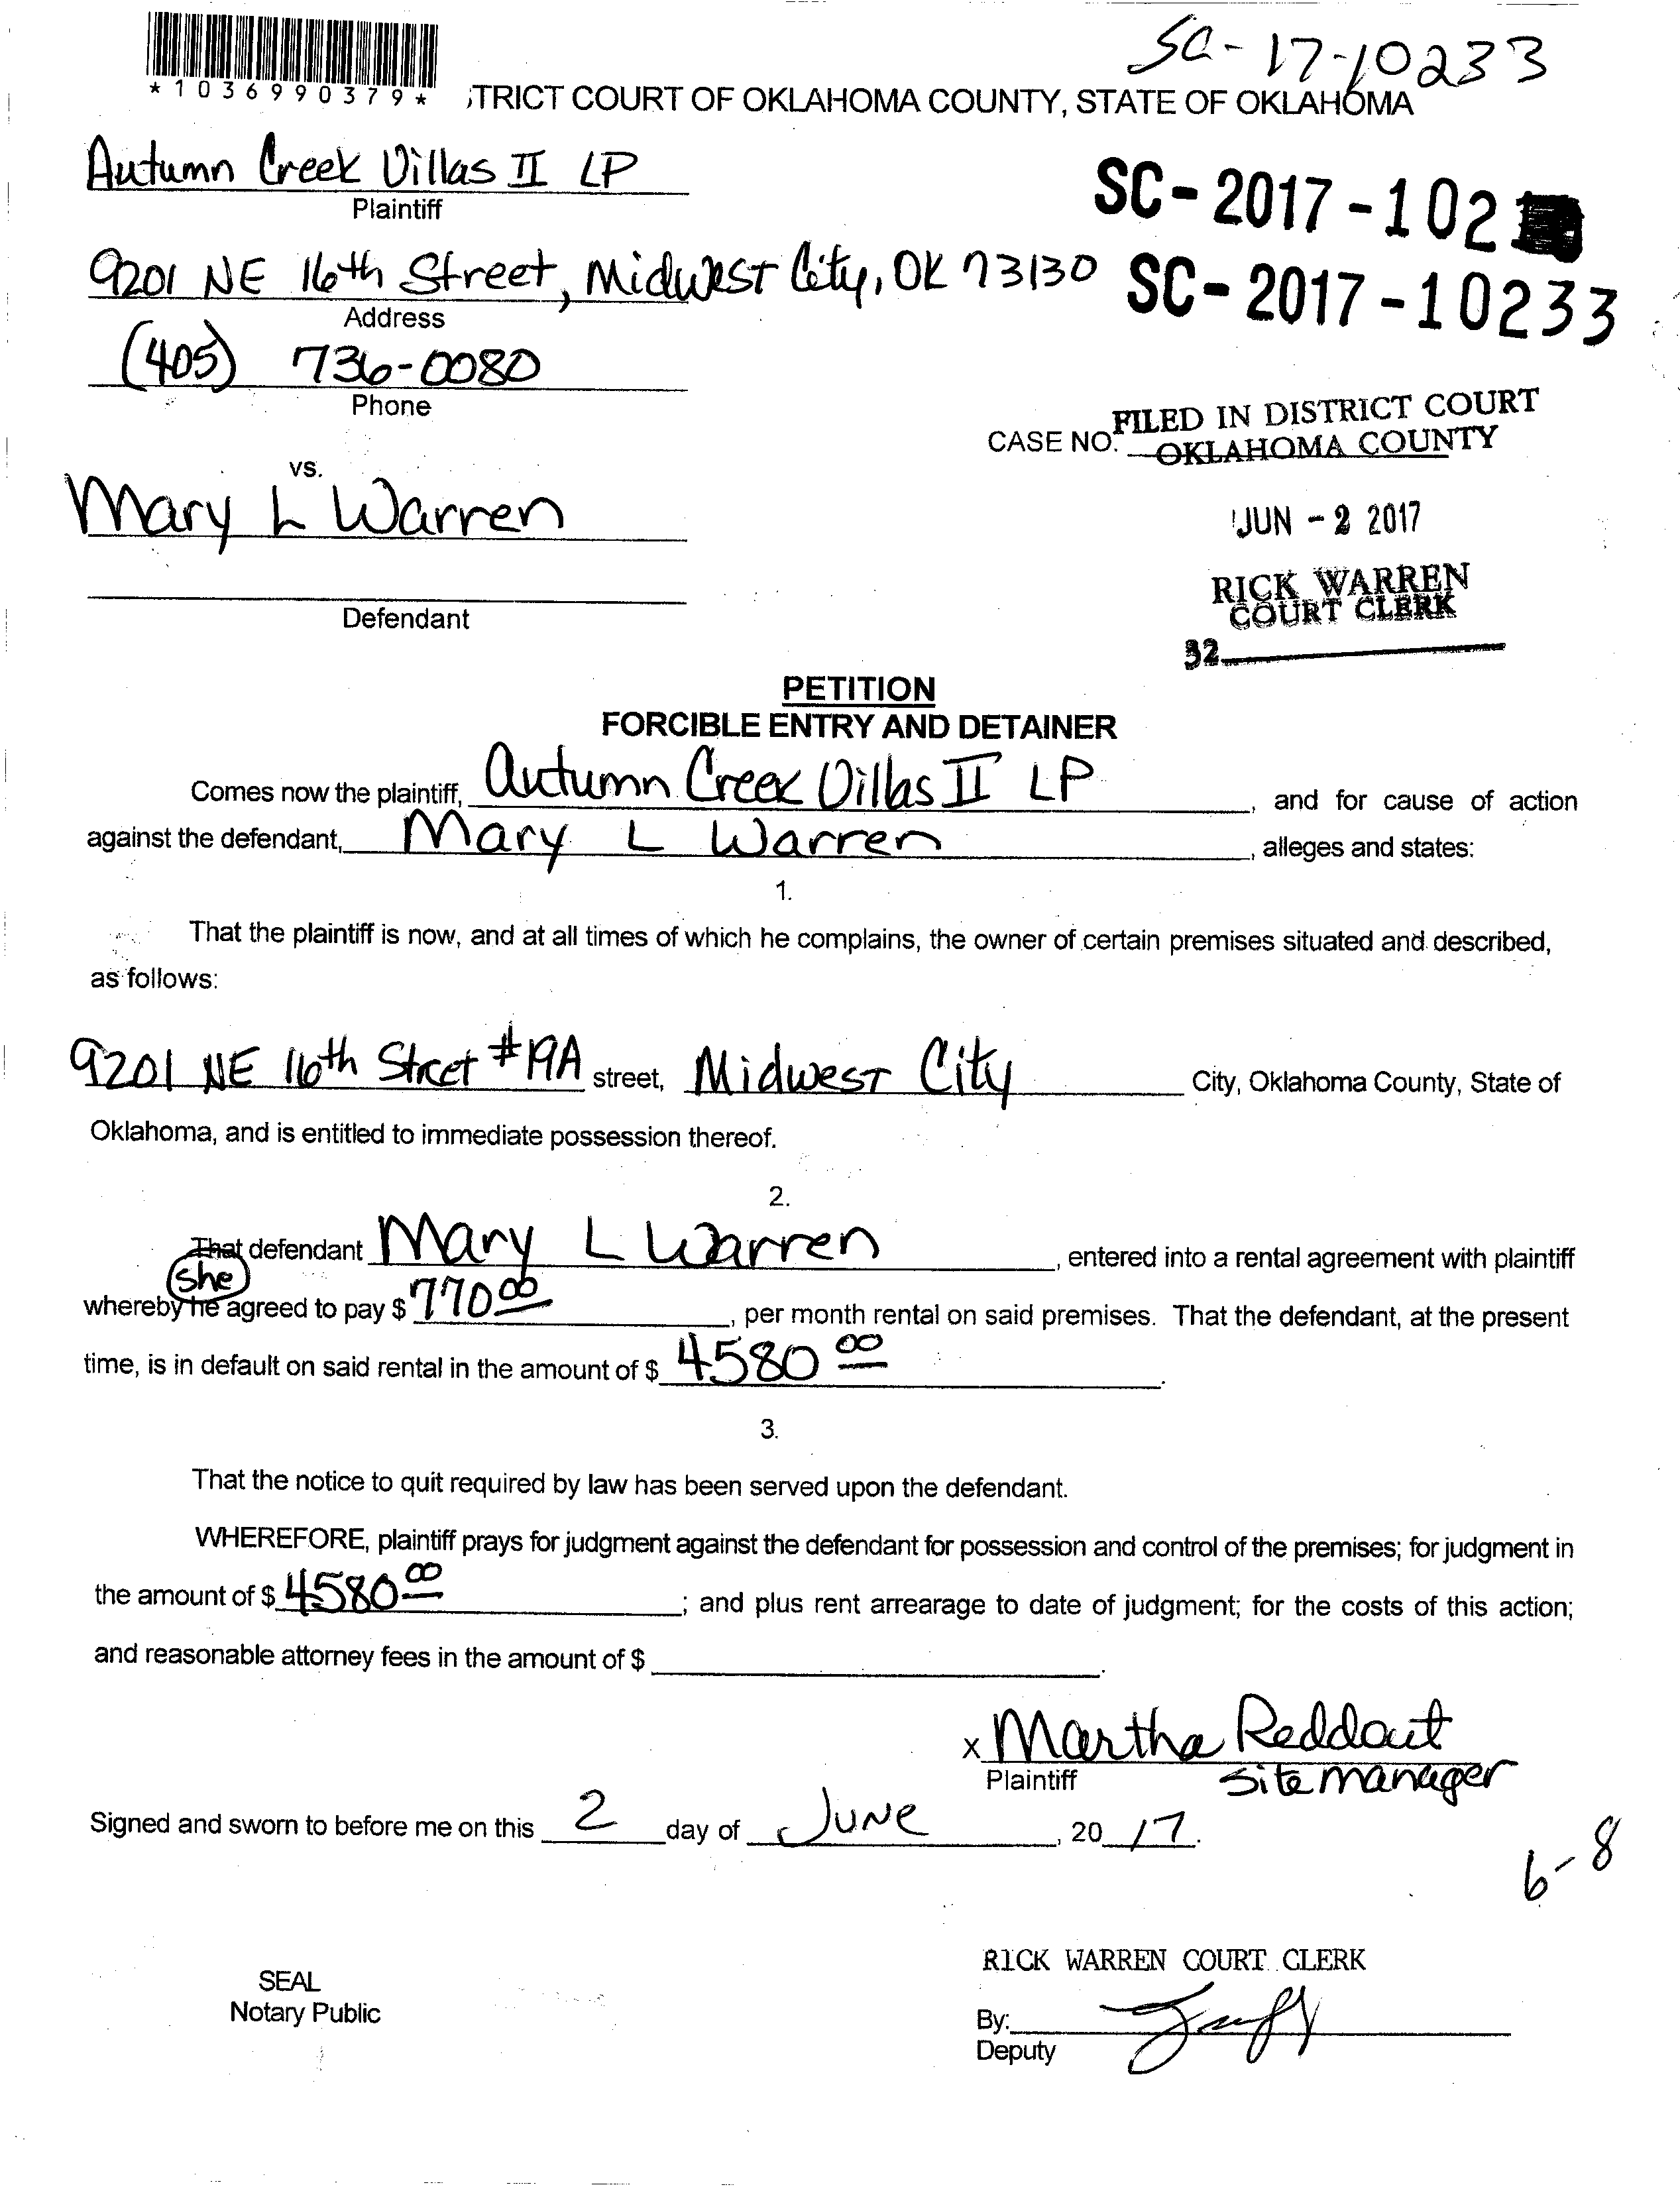 SC-17-10233
*1036990379*
TRICT COURT OF OKLAHOMA COUNTY, STATE OF OKLAHOMA
Autumn Creek Villas II LP
Plaintiff
SC-2017-102
9201 NE 16th Street, Midwest City, OK 73130
SC-2017-10233
Address
(405) 736-0080
Phone
CASE NO.
FILED IN DISTRICT COURT
OKLAHOMA COUNTY
vs.
Mary L Warren
JUN - 2 2017
RICK WARREN
COURT CLERK
Defendant
32
PETITION
FORCIBLE ENTRY AND DETAINER
Comes now the plaintiff, Autumn Creek Villas II LP, and for cause of action
against the defendant, Mary L Warren, alleges and states:
1.
That the plaintiff is now, and at all times of which he complains, the owner of certain premises situated and described,
as follows:
9201 NE 16th Street #19A street, Midwest City City, Oklahoma County, State of
Oklahoma, and is entitled to immediate possession thereof.
2.
That defendant Mary L Warren, entered into a rental agreement with plaintiff
she
whereby he agreed to pay $ 770 00, per month rental on said premises. That the defendant, at the present
time, is in default on said rental in the amount of $ 4580 00.
3.
That the notice to quit required by law has been served upon the defendant.
WHEREFORE, plaintiff prays for judgment against the defendant for possession and control of the premises; for judgment in
the amount of $ 4580 00; and plus rent arrearage to date of judgment; for the costs of this action;
and reasonable attorney fees in the amount of $.
x Martha Reddout
Plaintiff
Site manager
Signed and sworn to before me on this 2 day of June, 20 17.
6-8
RICK WARREN COURT CLERK
SEAL
Notary Public
By:
Deputy